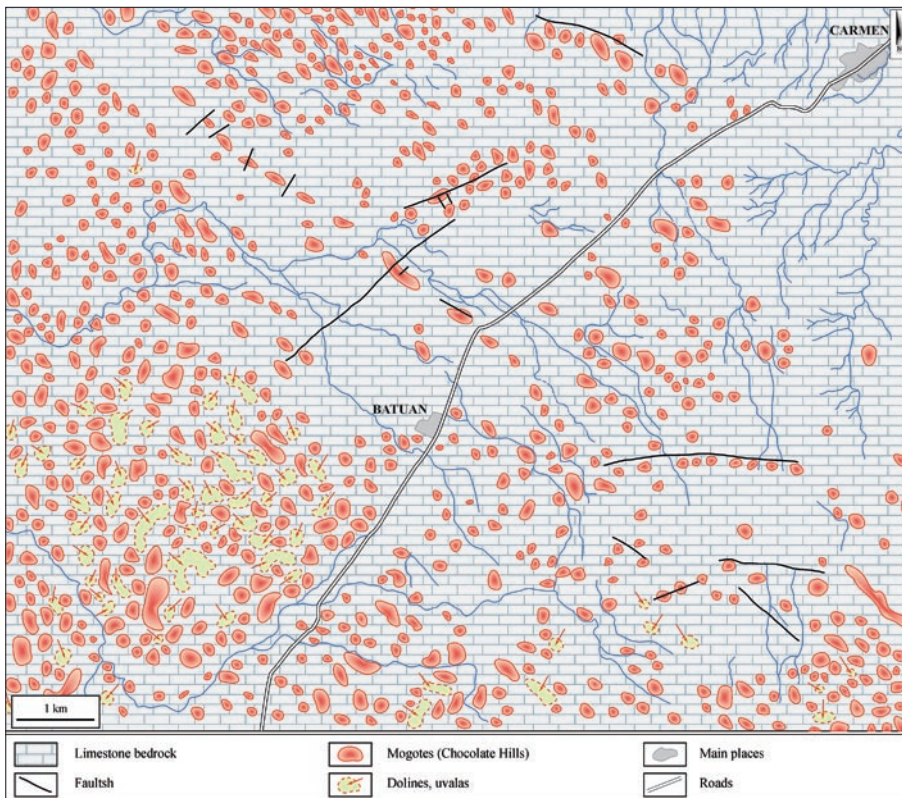 CARMEN
BATUAN
1 km
Limestone bedrock
Mogotes (Chocolate Hills)
Main places
Faultsh
Dolines, uvalas
Roads